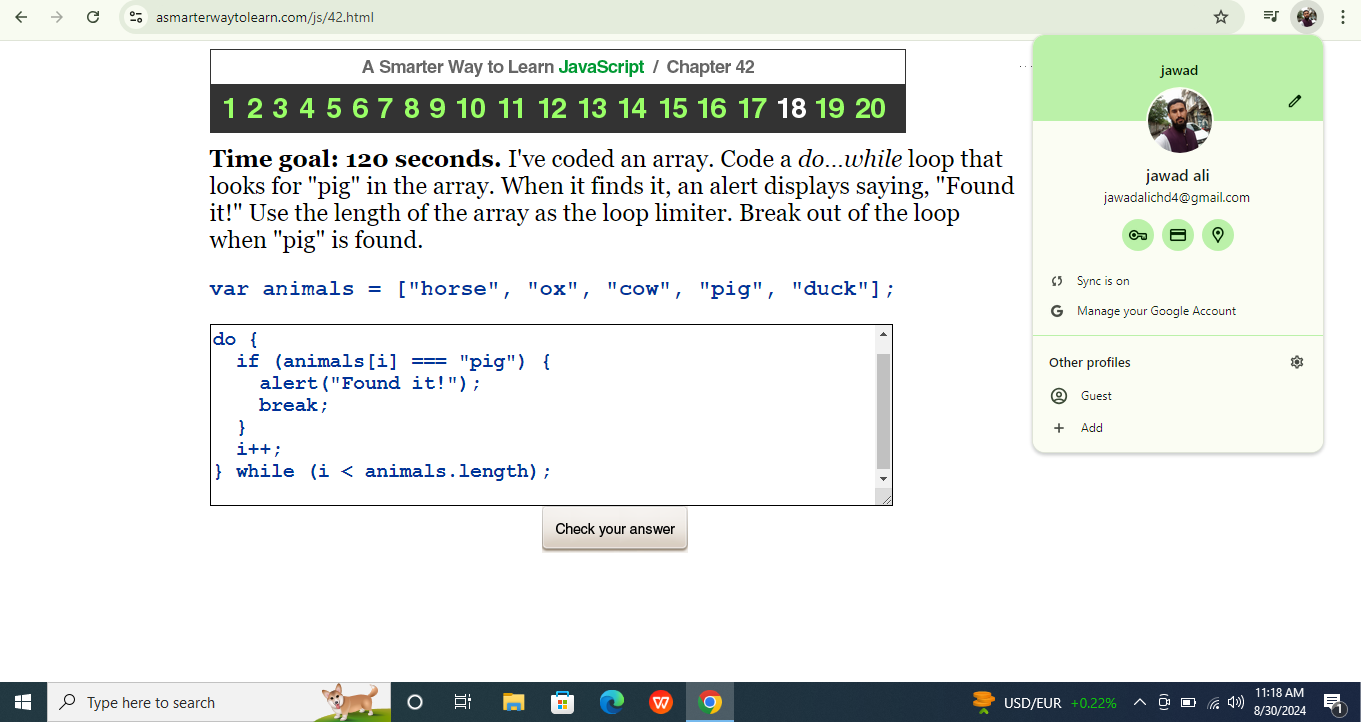 asmarterwaytolearn.com/js/42.html
A Smarter Way to Learn JavaScript / Chapter 42
1 2 3 4 5 6 7 8 9 10 11 12 13 14 15 16 17 18 19 20
Time goal: 120 seconds. I've coded an array. Code a do...while loop that
looks for "pig" in the array. When it finds it, an alert displays saying, "Found
it!" Use the length of the array as the loop limiter. Break out of the loop
when "pig" is found.
var animals = ["horse", "ox", "cow", "pig", "duck"];
do {
  if (animals[i] === "pig") {
    alert("Found it!");
    break;
  }
  i++;
} while (i < animals.length);
Check your answer
jawad
jawad ali
jawadalichd4@gmail.com
Sync is on
G Manage your Google Account
Other profiles
Guest
+ Add
Type here to search
W
USD/EUR +0.22%
11:18 AM
8/30/2024
1